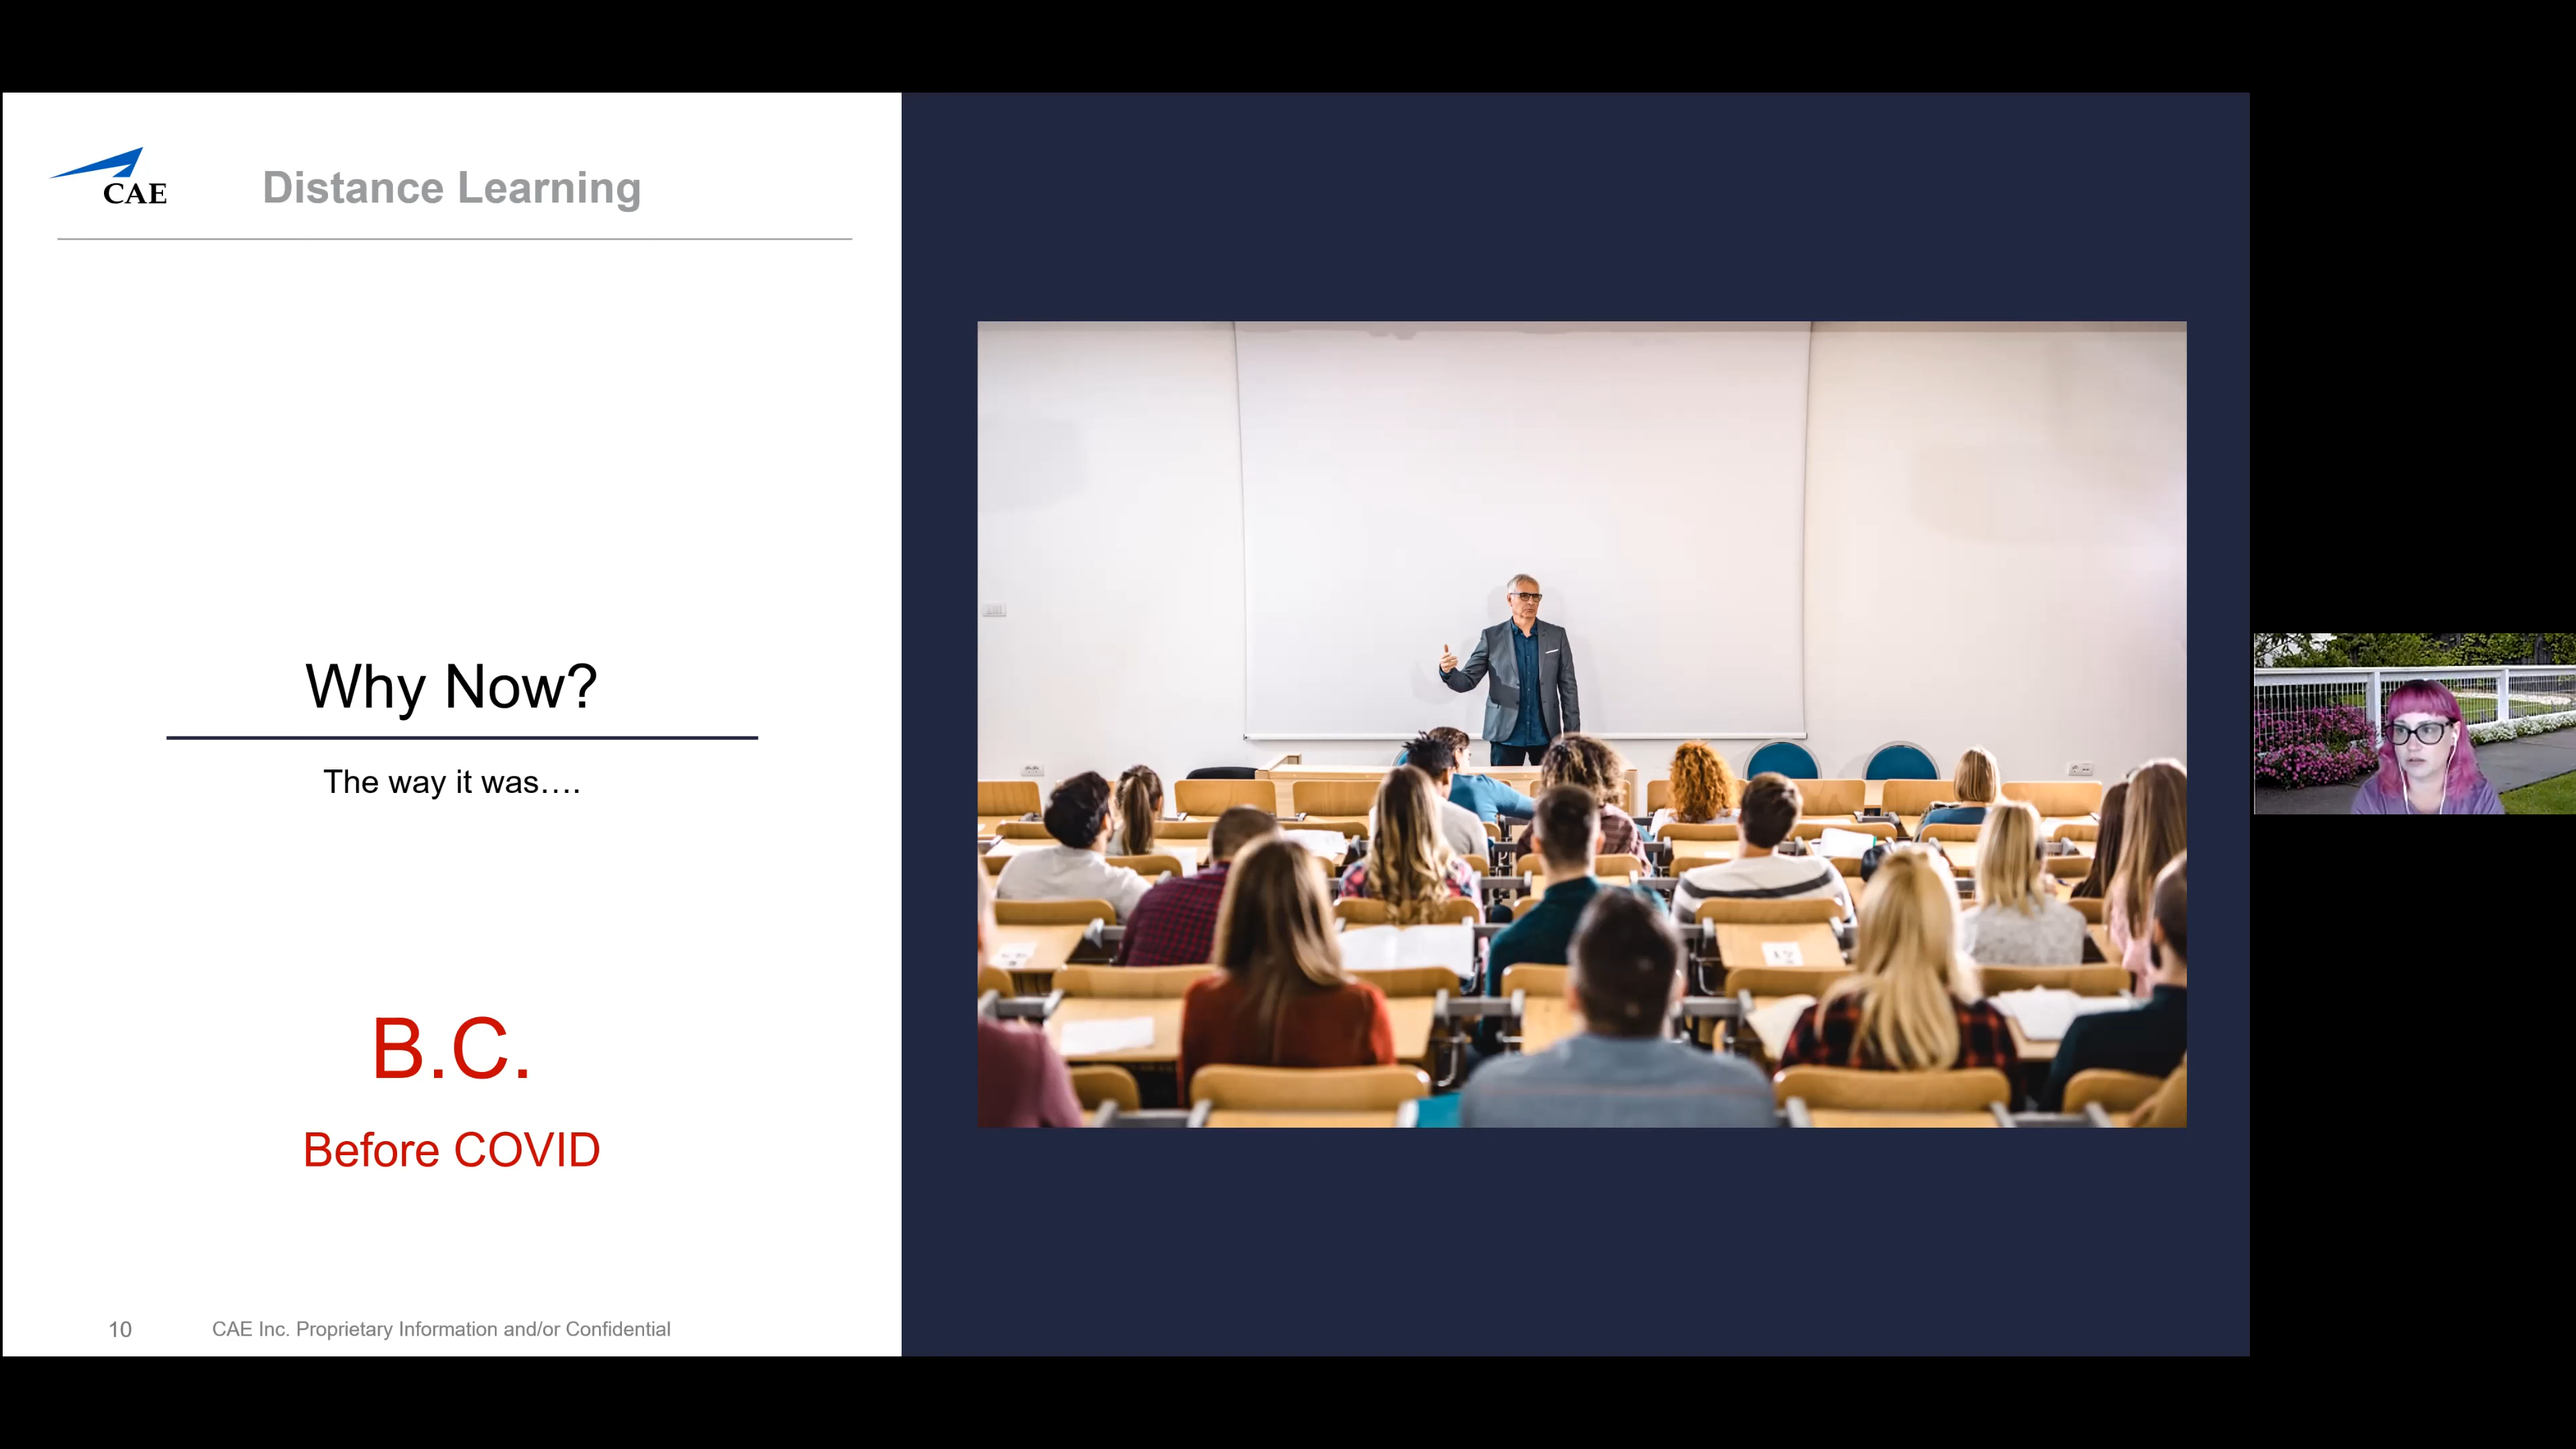 CAE
Distance Learning
Why Now?
The way it was....
B.C.
Before COVID
10
CAE Inc. Proprietary Information and/or Confidential